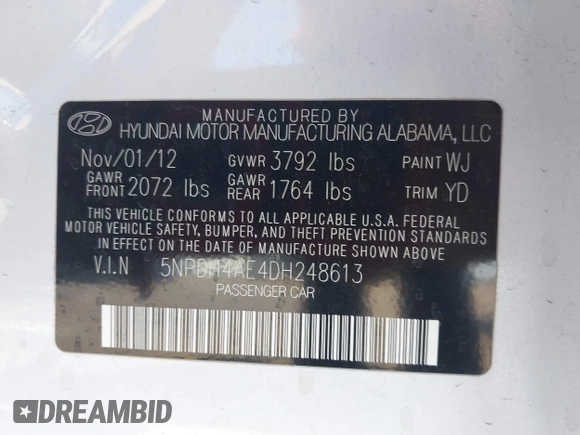 MANUFACTURED BY
HYUNDAI MOTOR MANUFACTURING ALABAMA, LLC
Nov/01/12 GVWR 3792 lbs PAINT WJ
GAWR FRONT 2072 lbs GAWR REAR 1764 lbs TRIM YD
THIS VEHICLE CONFORMS TO ALL APPLICABLE U.S.A. FEDERAL
MOTOR VEHICLE SAFETY, BUMPER, AND THEFT PREVENTION STANDARDS
IN EFFECT ON THE DATE OF MANUFACTURE SHOWN ABOVE.
V.I.N 5NPDH4AE4DH248613
PASSENGER CAR
DREAMBID